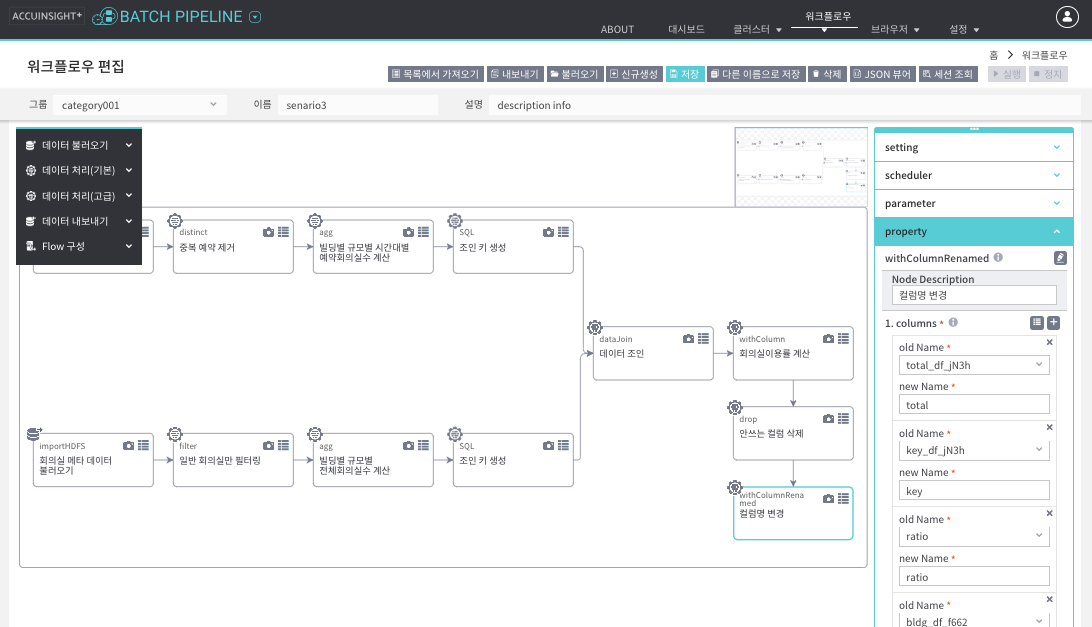 ACCUINSIGHT+
BATCH PIPELINE
ABOUT
대시보드
클러스터
워크플로우
브라우저
설정
워크플로우 편집
홈 > 워크플로우
목록에서 가져오기
내보내기
불러오기
신규생성
저장
다른 이름으로 저장
삭제
JSON 뷰어
세션 조회
실행
정지
그룹
category001
이름
senario3
설명
description info
데이터 불러오기
데이터 처리(기본)
데이터 처리(고급)
데이터 내보내기
Flow 구성
distinct
중복 예약 제거
agg
빌딩별 규모별 시간대별
예약회의실수 계산
SQL
조인 키 생성
dataJoin
데이터 조인
withColumn
회의실이용률 계산
drop
안쓰는 컬럼 삭제
withColumnRena
med
컬럼명 변경
importHDFS
회의실 메타 데이터
불러오기
filter
일반 회의실만 필터링
agg
빌딩별 규모별
전체회의실수 계산
SQL
조인 키 생성
setting
scheduler
parameter
property
withColumnRenamed
Node Description
컬럼명 변경
1. columns *
old Name *
total_df_jN3h
new Name *
total
old Name *
key_df_jN3h
new Name *
key
old Name *
ratio
new Name *
ratio
old Name *
bldg_df_f662